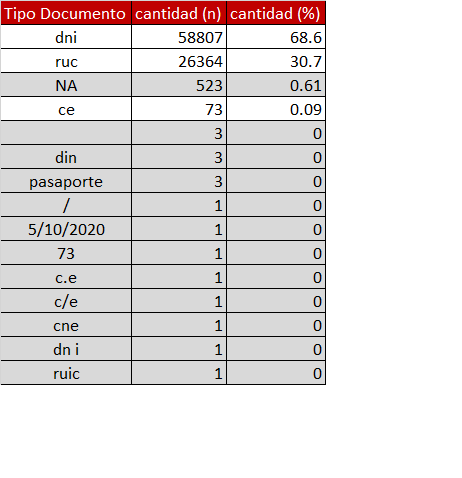 Tipo Documento cantidad (n) cantidad (%)
dni 58807 68.6
ruc 26364 30.7
NA 523 0.61
ce 73 0.09
3 0
din 3 0
pasaporte 3 0
/ 1 0
5/10/2020 1 0
73 1 0
c.e 1 0
c/e 1 0
cne 1 0
dn i 1 0
ruic 1 0